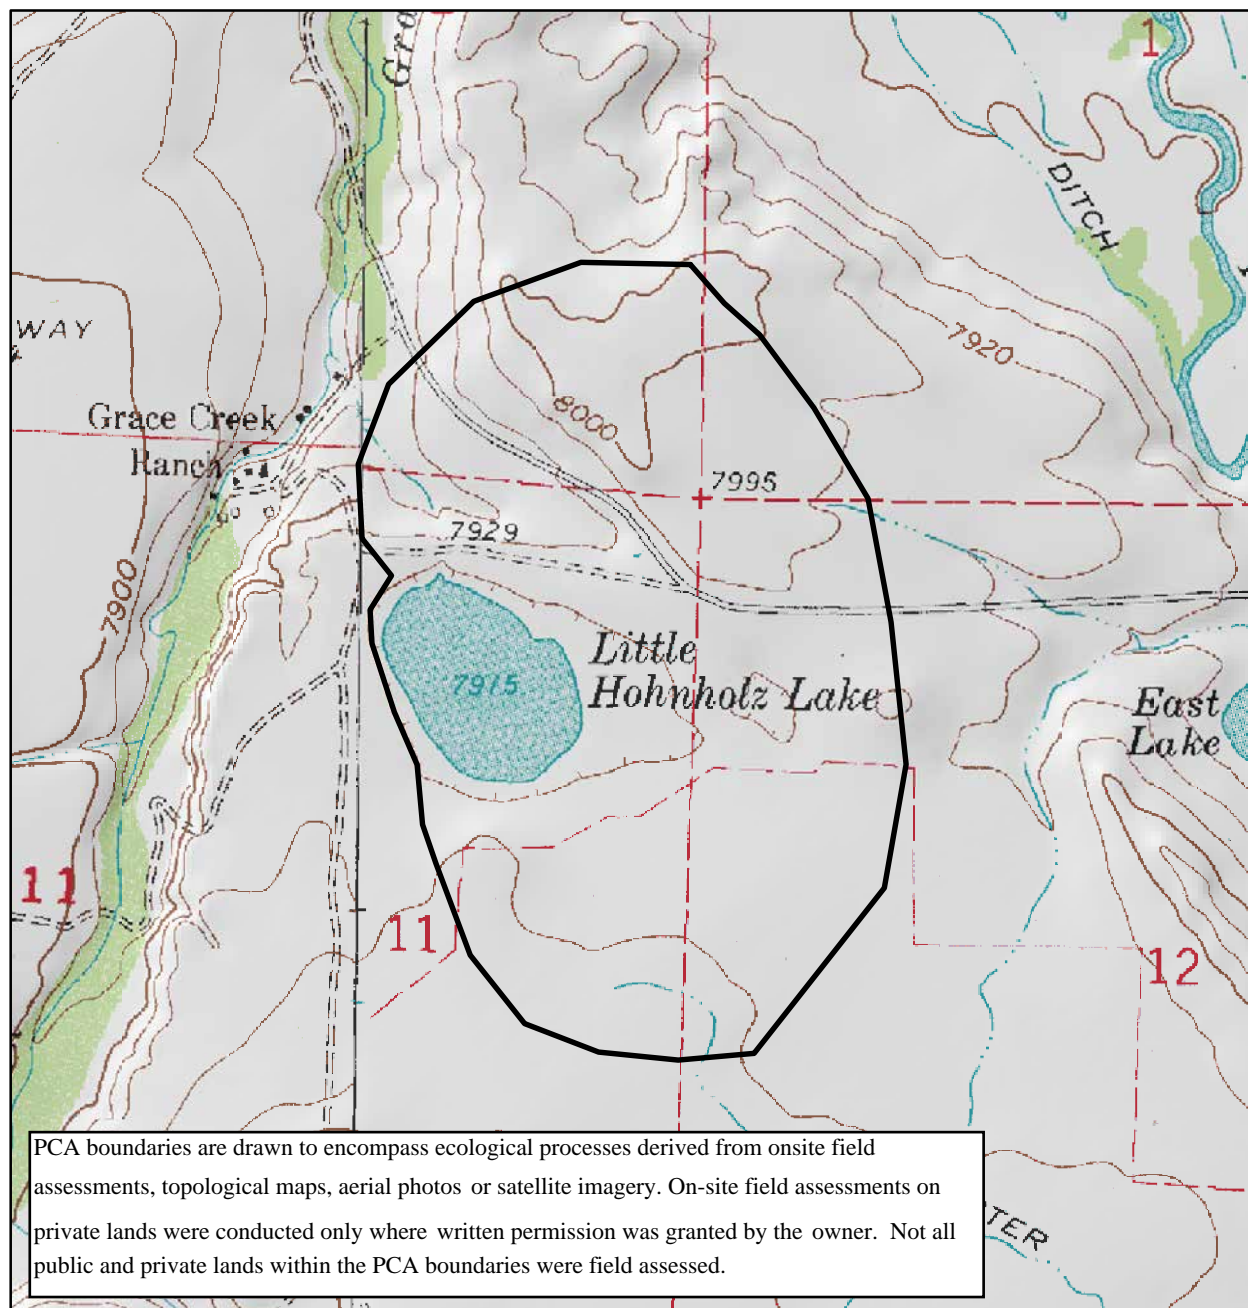 Gra
1
DITCH
WAY
7920
Grace Creek
Ranch
8000
7995
7929
7900
Little
Hohnholz Lake
7915
East
Lake
11
11
12
PCA boundaries are drawn to encompass ecological processes derived from onsite field
assessments, topological maps, aerial photos or satellite imagery. On-site field assessments on
private lands were conducted only where written permission was granted by the owner. Not all
public and private lands within the PCA boundaries were field assessed.
TER